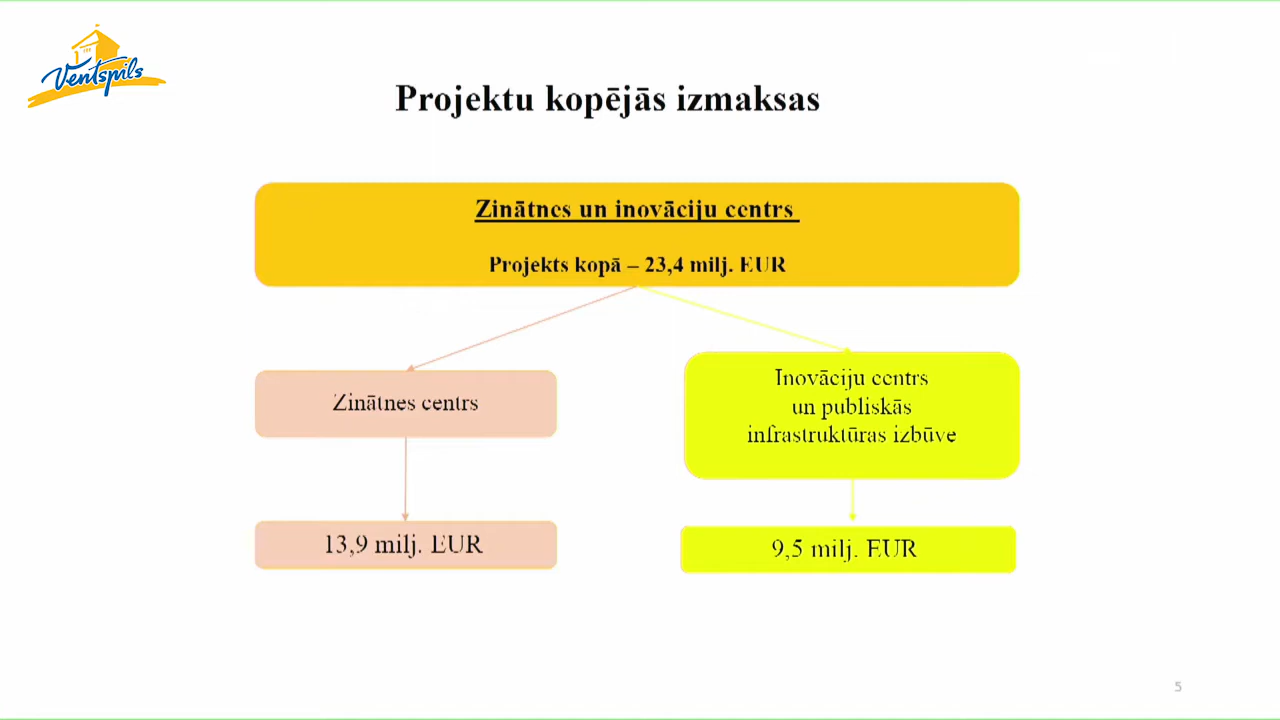 Ventspils
Projektu kopējās izmaksas
Zinātnes un inovāciju centrs
Projekts kopā – 23,4 milj. EUR
Zinātnes centrs
Inovāciju centrs
un publiskās
infrastruktūras izbūve
13,9 milj. EUR
9,5 milj. EUR
5